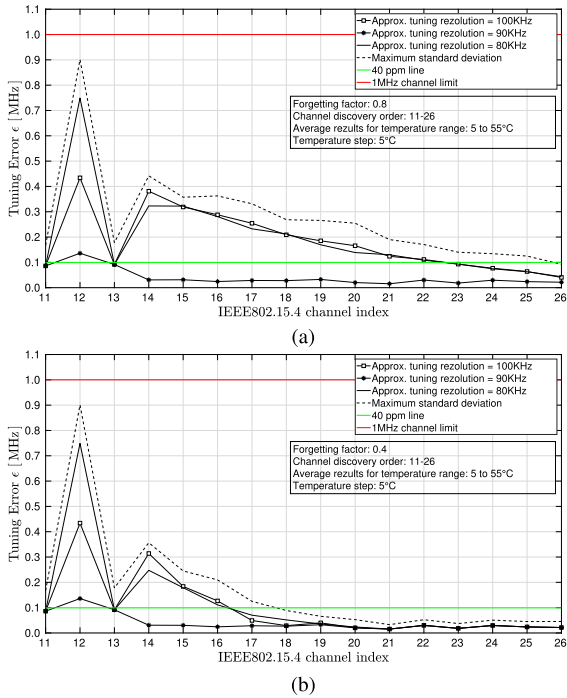 1.1
1.0
0.9
0.8
0.7
0.6
0.5
0.4
0.3
0.2
0.1
0.0
Tuning Error ϵ [MHz]
Approx. tuning rezolution = 100KHz
Approx. tuning rezolution = 90KHz
Approx. tuning rezolution = 80KHz
Maximum standard deviation
40 ppm line
1MHz channel limit
Forgetting factor: 0.8
Channel discovery order: 11-26
Average rezults for temperature range: 5 to 55°C
Temperature step: 5°C
11 12 13 14 15 16 17 18 19 20 21 22 23 24 25 26
IEEE802.15.4 channel index
(a)
1.1
1.0
0.9
0.8
0.7
0.6
0.5
0.4
0.3
0.2
0.1
0.0
Tuning Error ϵ [MHz]
Approx. tuning rezolution = 100KHz
Approx. tuning rezolution = 90KHz
Approx. tuning rezolution = 80KHz
Maximum standard deviation
40 ppm line
1MHz channel limit
Forgetting factor: 0.4
Channel discovery order: 11-26
Average rezults for temperature range: 5 to 55°C
Temperature step: 5°C
11 12 13 14 15 16 17 18 19 20 21 22 23 24 25 26
IEEE802.15.4 channel index
(b)